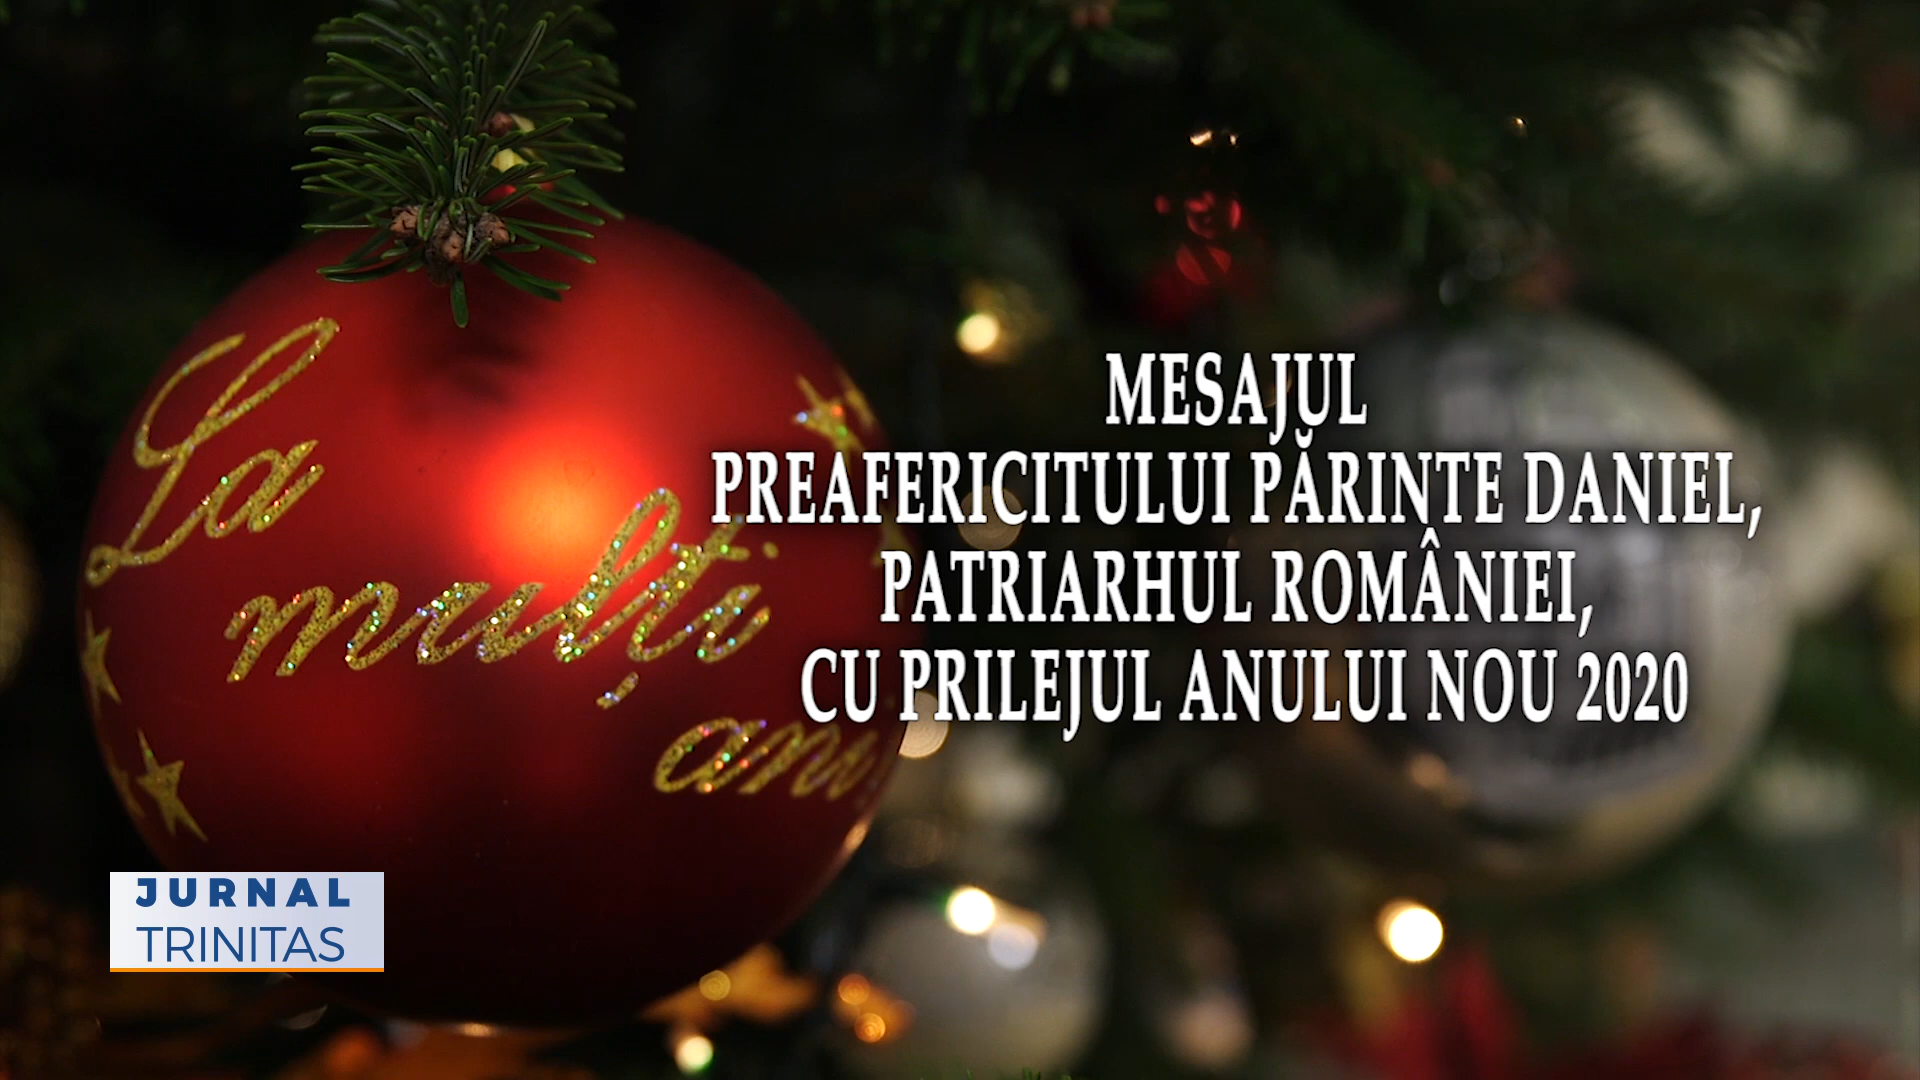 La
mulți
ani
MESAJUL
PREAFERICITULUI PĂRINTE DANIEL,
PATRIARHUL ROMÂNIEI,
CU PRILEJUL ANULUI NOU 2020
JURNAL
TRINITAS